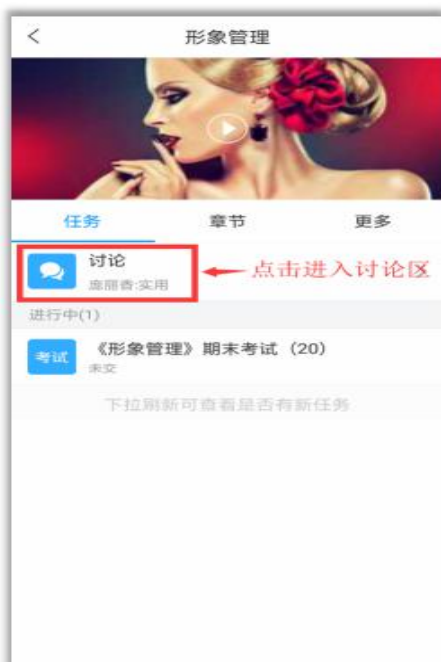 形象管理
任务 章节 更多
讨论
庞丽香:实用
点击进入讨论区
进行中(1)
考试 《形象管理》期末考试（20）
未交
下拉刷新可查看是否有新任务